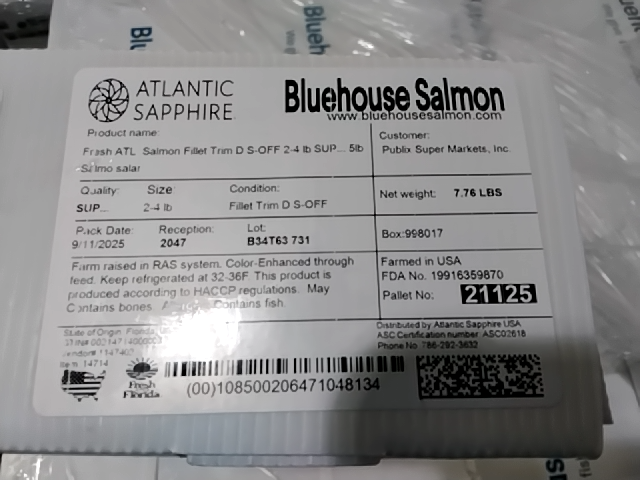 ATLANTIC
SAPPHIRE
Bluehouse Salmon
www.bluehousesalmon.com
Product name:
Fresh ATL Salmon Fillet Trim D S-OFF 2-4 lb SUP... 5lb
Salmo salar
Customer:
Publix Super Markets, Inc.
Quality: Size: Condition:
SUP... 2-4 lb Fillet Trim D S-OFF
Net weight: 7.76 LBS
Pack Date: Reception: Lot:
9/11/2025 2047 B34T63 731
Box:998017
Farm raised in RAS system. Color-Enhanced through
feed. Keep refrigerated at 32-36F. This product is
produced according to HACCP regulations. May
Contains bones. Contains fish
Farmed in USA
FDA No. 19916359870
Pallet No: 21125
State of Origin: Florida,
Distributed by Atlantic Sapphire USA
ASC Certification number: ASC02618
Phone No: 786-292-3632
Item: 14714
Fresh
Florida
(00)108500206471048134